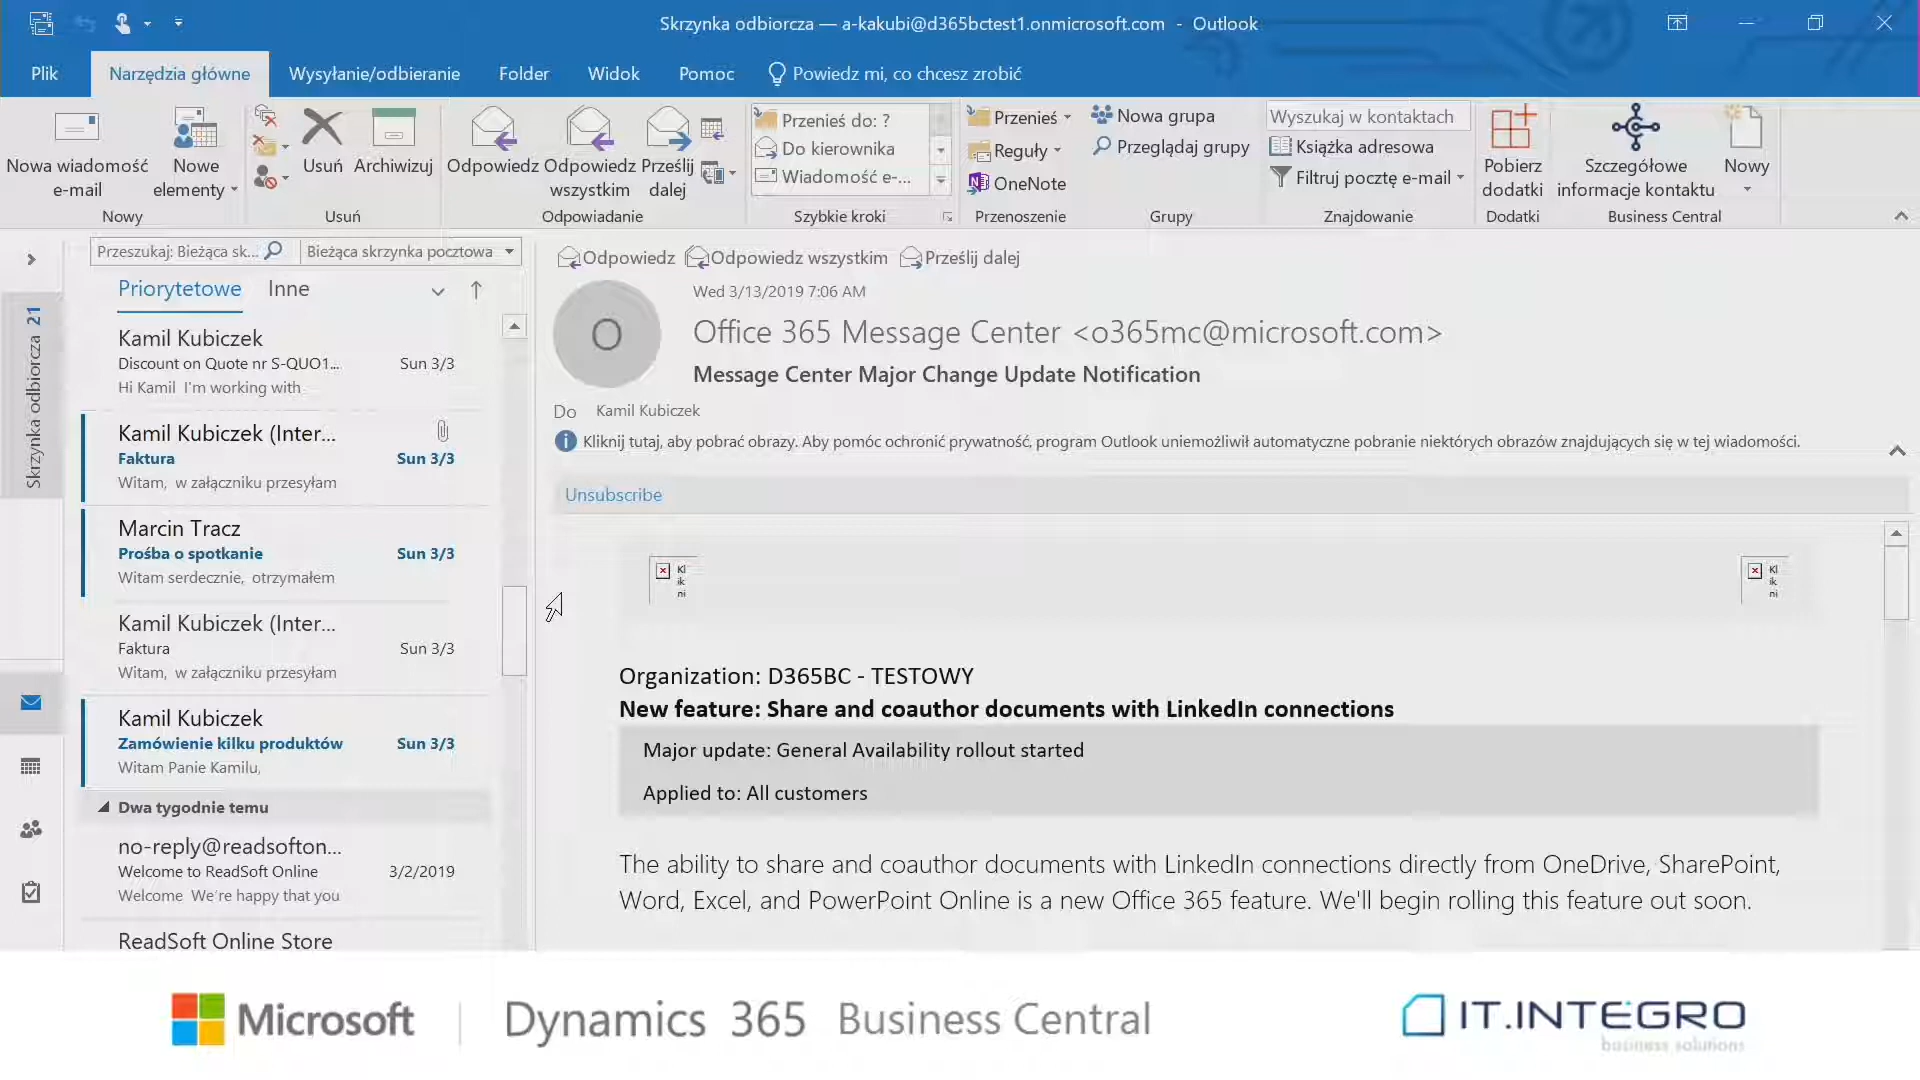 Skrzynka odbiorcza — a-kakubi@d365bctest1.onmicrosoft.com - Outlook
Plik
Narzędzia główne
Wysyłanie/odbieranie
Folder
Widok
Pomoc
Powiedz mi, co chcesz zrobić
Nowa wiadomość
e-mail
Nowe
elementy
Nowy
Usuń
Archiwizuj
Usuń
Odpowiedz
Odpowiedz
wszystkim
Prześlij
dalej
Odpowiadanie
Przenieś do: ?
Do kierownika
Wiadomość e-...
Szybkie kroki
Przenieś
Reguły
OneNote
Przenoszenie
Nowa grupa
Przeglądaj grupy
Grupy
Wyszukaj w kontaktach
Książka adresowa
Filtruj pocztę e-mail
Znajdowanie
Pobierz
dodatki
Dodatki
Szczegółowe
informacje kontaktu
Nowy
Business Central
Przeszukaj: Bieżąca sk...
Bieżąca skrzynka pocztowa
Priorytetowe
Inne
Skrzynka odbiorcza 21
Kamil Kubiczek
Discount on Quote nr S-QUO1... Sun 3/3
Hi Kamil I'm working with
Kamil Kubiczek (Inter...
Faktura Sun 3/3
Witam, w załączniku przesyłam
Marcin Tracz
Prośba o spotkanie Sun 3/3
Witam serdecznie, otrzymałem
Kamil Kubiczek (Inter...
Faktura Sun 3/3
Witam, w załączniku przesyłam
Kamil Kubiczek
Zamówienie kilku produktów Sun 3/3
Witam Panie Kamilu,
Dwa tygodnie temu
no-reply@readsofton...
Welcome to ReadSoft Online 3/2/2019
Welcome We're happy that you
ReadSoft Online Store
Odpowiedz
Odpowiedz wszystkim
Prześlij dalej
Wed 3/13/2019 7:06 AM
O
Office 365 Message Center <o365mc@microsoft.com>
Message Center Major Change Update Notification
Do Kamil Kubiczek
Kliknij tutaj, aby pobrać obrazy. Aby pomóc ochronić prywatność, program Outlook uniemożliwił automatyczne pobranie niektórych obrazów znajdujących się w tej wiadomości.
Unsubscribe
Kl
ik
ni
Kl
ik
ni
Organization: D365BC - TESTOWY
New feature: Share and coauthor documents with LinkedIn connections
Major update: General Availability rollout started
Applied to: All customers
The ability to share and coauthor documents with LinkedIn connections directly from OneDrive, SharePoint,
Word, Excel, and PowerPoint Online is a new Office 365 feature. We'll begin rolling this feature out soon.
Microsoft
Dynamics 365 Business Central
IT.INTEGRO
business solutions